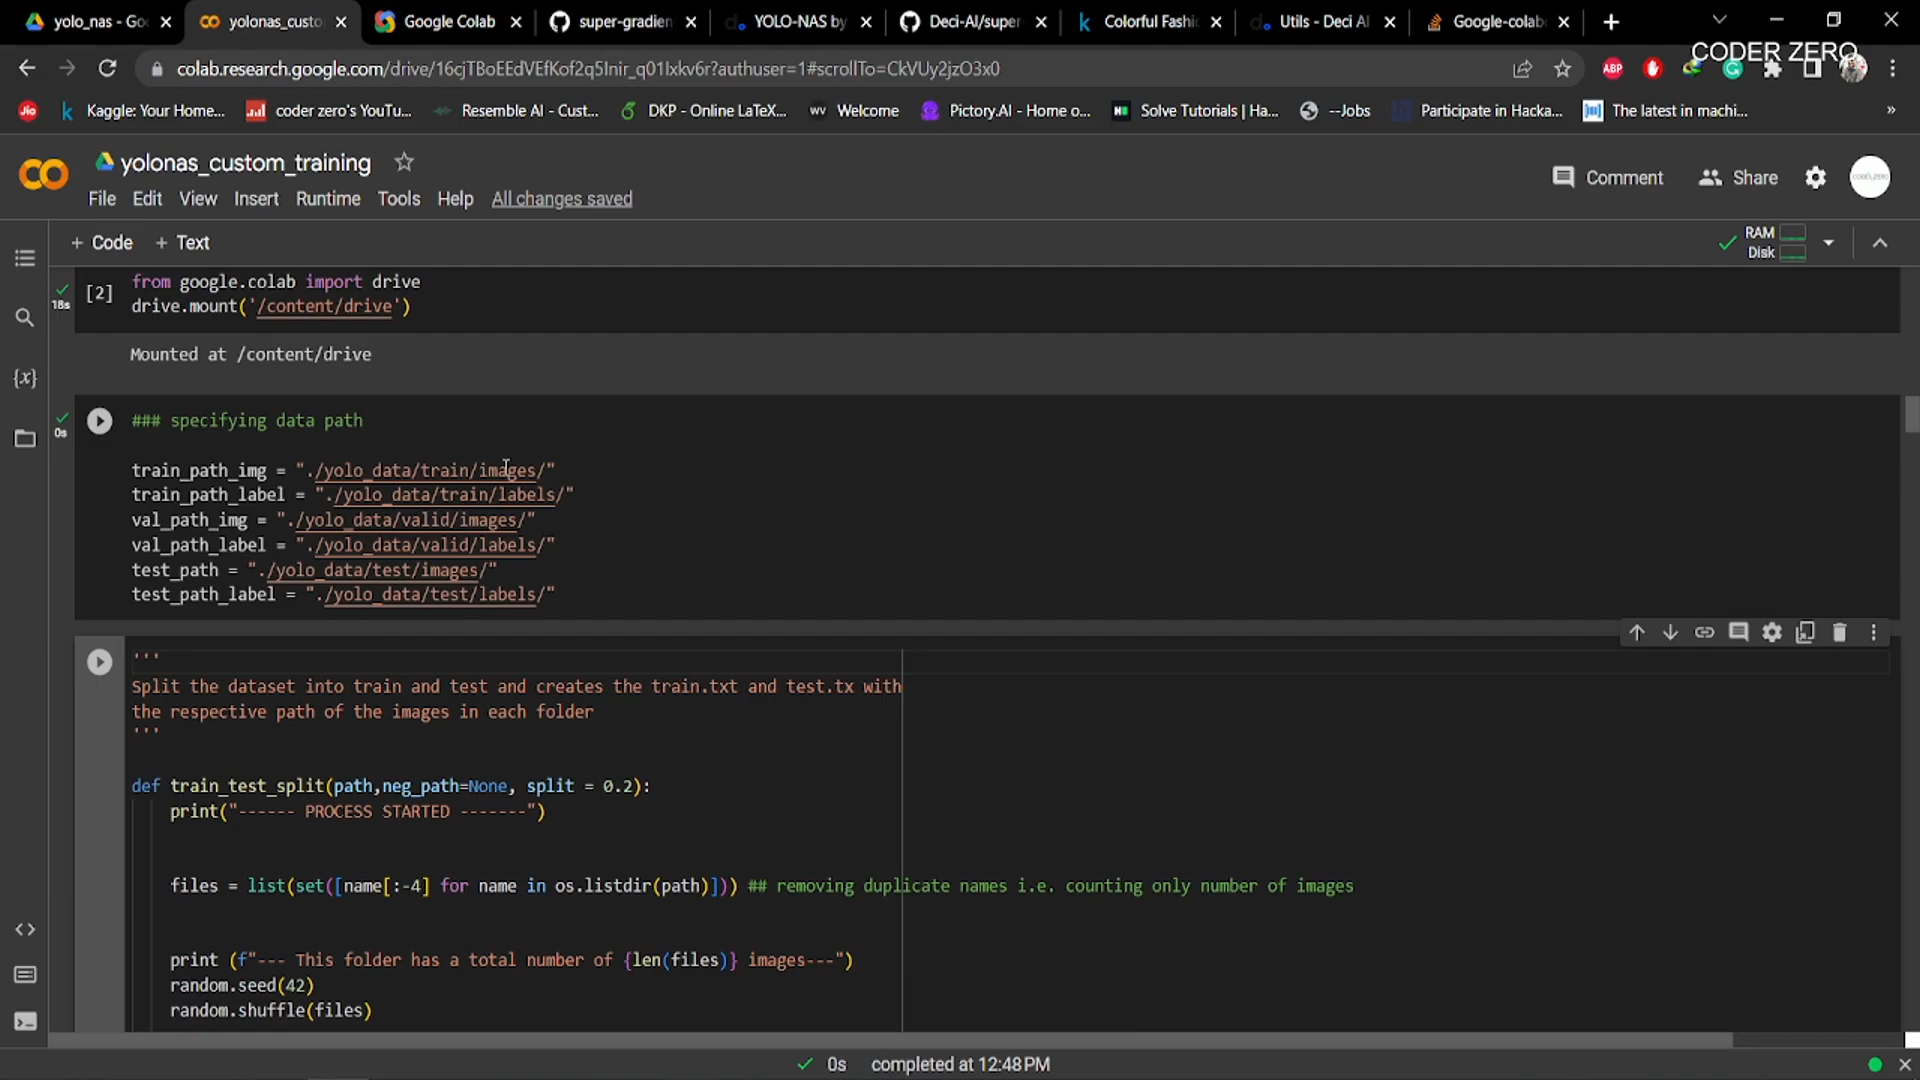 yolo_nas - Goo
yolonas_custo
Google Colab
super-gradien
YOLO-NAS by
Deci-AI/super
Colorful Fashi
Utils - Deci AI
Google-colab
colab.research.google.com/drive/16cjTBoEEdVEfKof2q5Inir_q01Ixkv6r?authuser=1#scrollTo=CkVUy2jzO3x0
CODER ZERO
ABP
Jio
Kaggle: Your Home...
coder zero's YouTu...
Resemble AI - Cust...
DKP - Online LaTeX...
Welcome
Pictory.AI - Home o...
Solve Tutorials | Ha...
--Jobs
Participate in Hacka...
The latest in machi...
yolonas_custom_training
Comment
Share
File Edit View Insert Runtime Tools Help All changes saved
+ Code + Text
RAM
Disk
18s
[2]
from google.colab import drive
drive.mount('/content/drive')
Mounted at /content/drive
0s
### specifying data path
train_path_img = "./yolo_data/train/images/"
train_path_label = "./yolo_data/train/labels/"
val_path_img = "./yolo_data/valid/images/"
val_path_label = "./yolo_data/valid/labels/"
test_path = "./yolo_data/test/images/"
test_path_label = "./yolo_data/test/labels/"
'''
Split the dataset into train and test and creates the train.txt and test.tx with
the respective path of the images in each folder
'''
def train_test_split(path,neg_path=None, split = 0.2):
print("------ PROCESS STARTED -------")
files = list(set([name[:-4] for name in os.listdir(path)])) ## removing duplicate names i.e. counting only number of images
print (f"--- This folder has a total number of {len(files)} images---")
random.seed(42)
random.shuffle(files)
0s completed at 12:48 PM